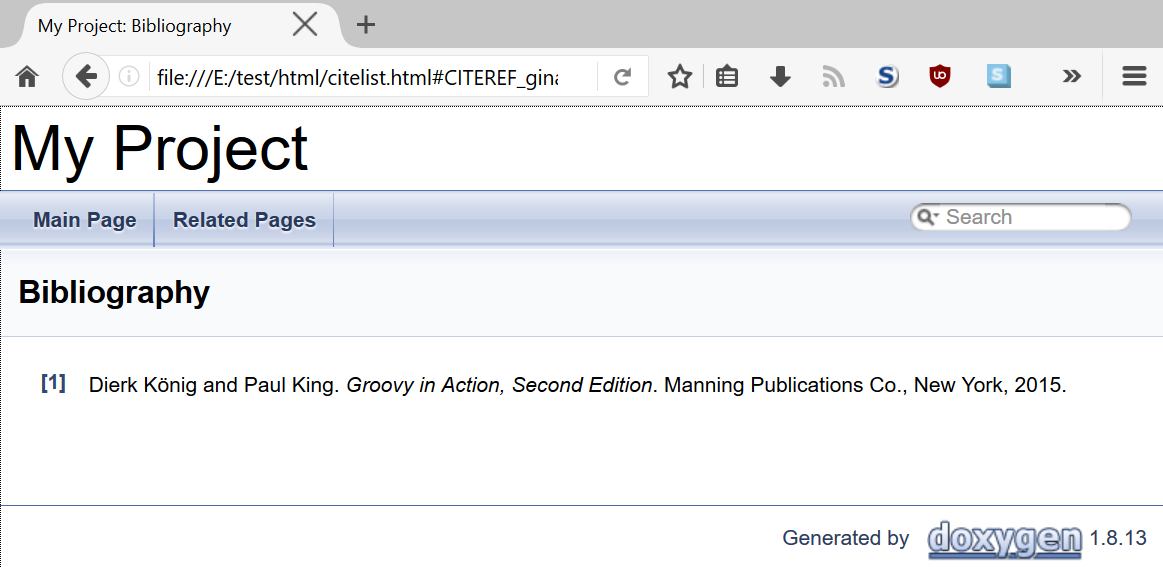 My Project: Bibliography
file:///E:/test/html/citelist.html#CITEREF_gina
My Project
Main Page Related Pages Search
Bibliography
[1] Dierk König and Paul King. Groovy in Action, Second Edition. Manning Publications Co., New York, 2015.
Generated by doxygen 1.8.13